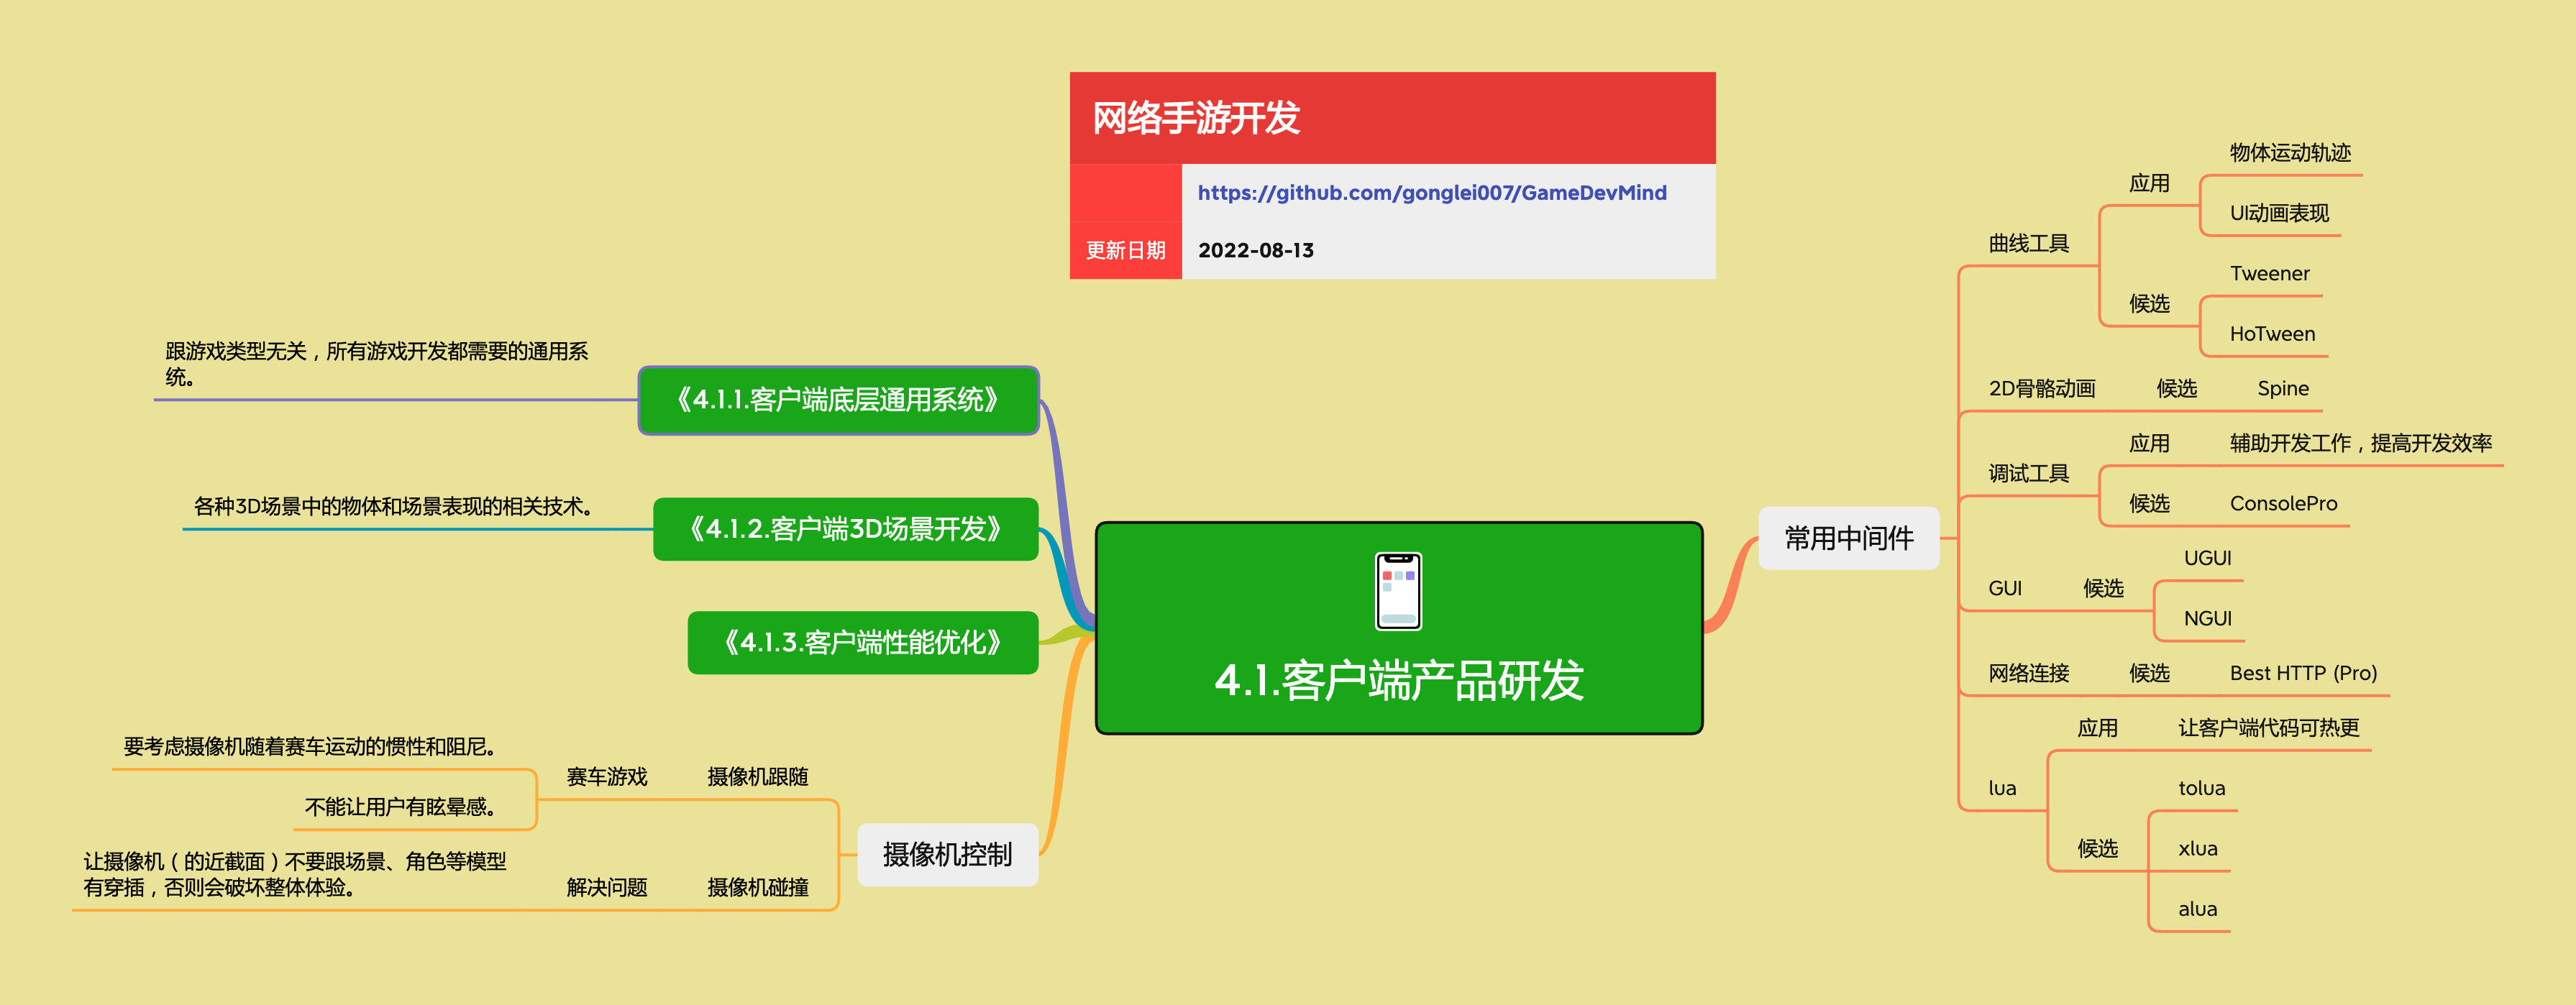 网络手游开发
https://github.com/gonglei007/GameDevMind
更新日期
2022-08-13
4.1.客户端产品研发
《4.1.1.客户端底层通用系统》
跟游戏类型无关，所有游戏开发都需要的通用系
统。
《4.1.2.客户端3D场景开发》
各种3D场景中的物体和场景表现的相关技术。
《4.1.3.客户端性能优化》
摄像机控制
摄像机跟随
赛车游戏
要考虑摄像机随着赛车运动的惯性和阻尼。
不能让用户有眩晕感。
摄像机碰撞
解决问题
让摄像机（的近截面）不要跟场景、角色等模型
有穿插，否则会破坏整体体验。
常用中间件
曲线工具
应用
物体运动轨迹
UI动画表现
候选
Tweener
HoTween
2D骨骼动画
候选
Spine
调试工具
应用
辅助开发工作，提高开发效率
候选
ConsolePro
GUI
候选
UGUI
NGUI
网络连接
候选
Best HTTP (Pro)
lua
应用
让客户端代码可热更
候选
tolua
xlua
alua